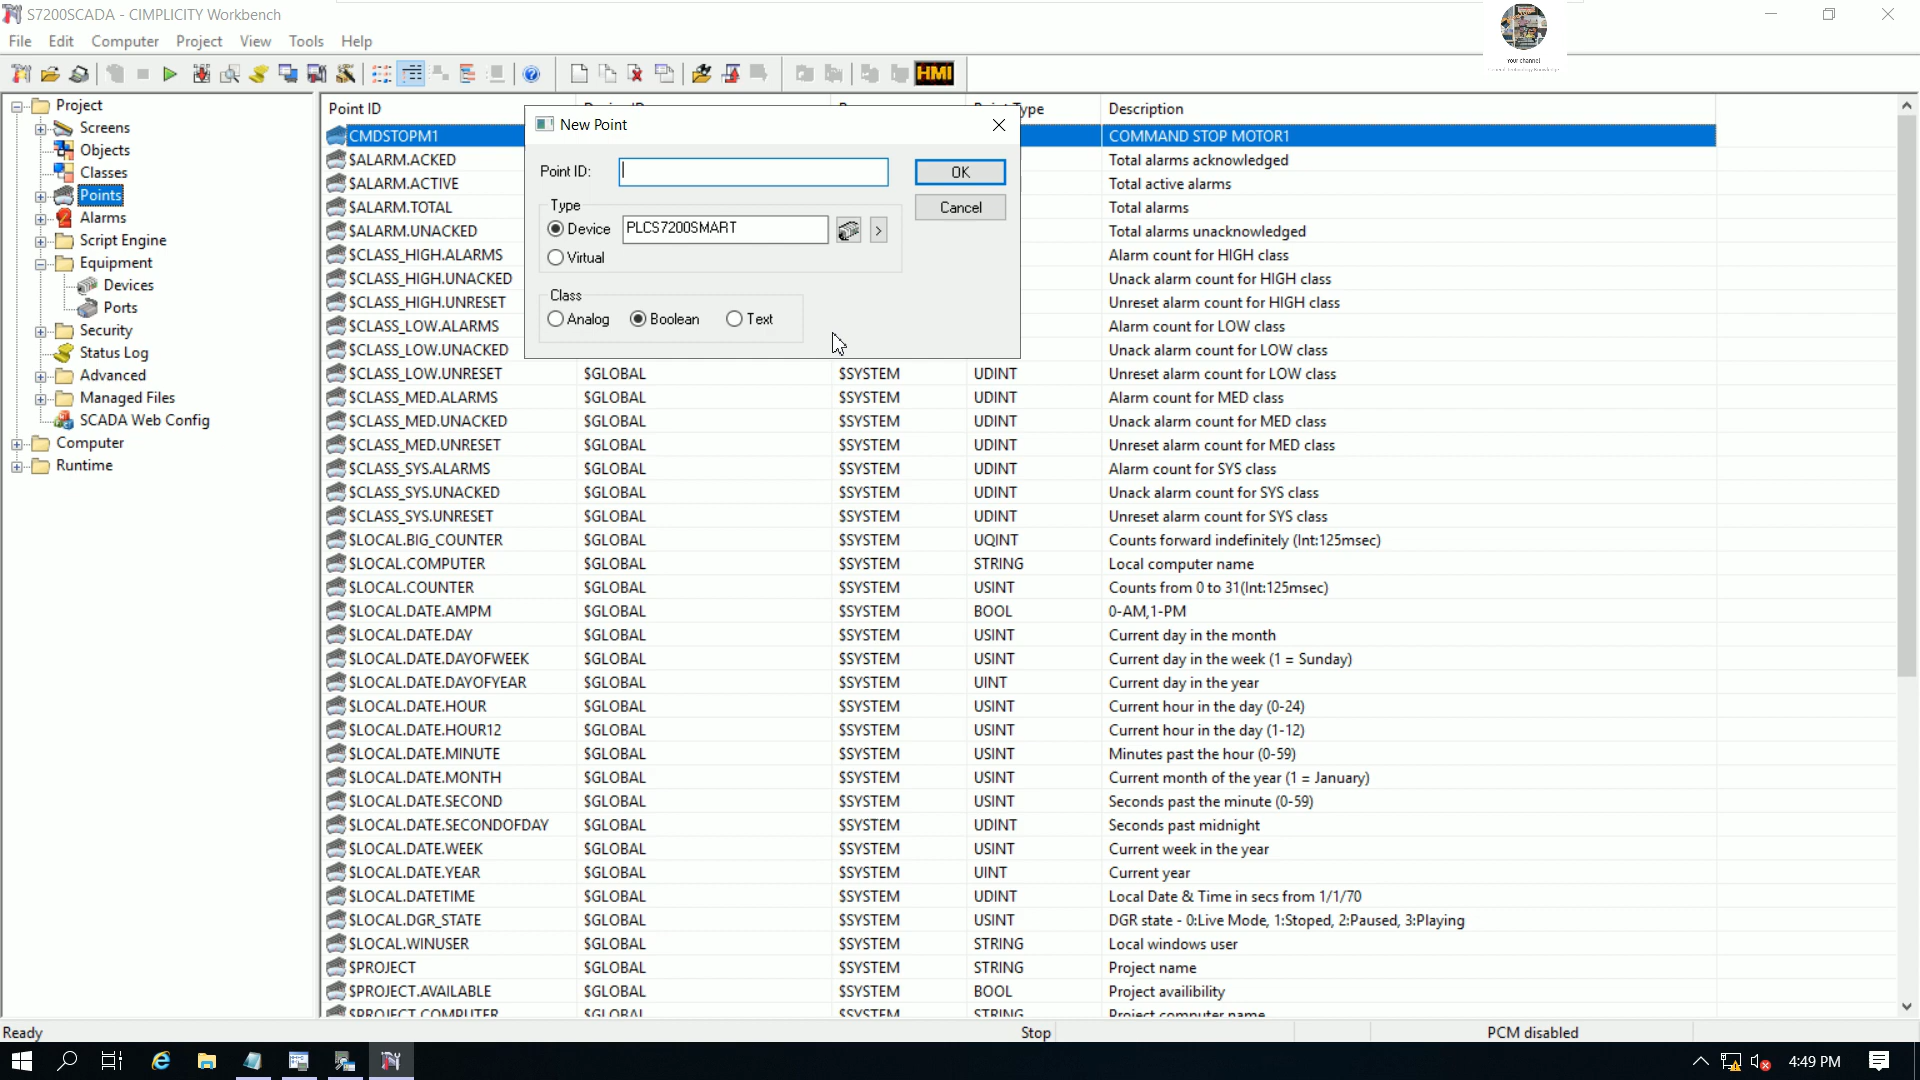 S7200SCADA - CIMPLICITY Workbench
Your channel
File Edit Computer Project View Tools Help
HMI
Project
Screens
Objects
Classes
Points
Alarms
Script Engine
Equipment
Devices
Ports
Security
Status Log
Advanced
Managed Files
SCADA Web Config
Computer
Runtime
Point ID Description
CMDSTOPM1 COMMAND STOP MOTOR1
$ALARM.ACKED Total alarms acknowledged
$ALARM.ACTIVE Total active alarms
$ALARM.TOTAL Total alarms
$ALARM.UNACKED Total alarms unacknowledged
$CLASS_HIGH.ALARMS Alarm count for HIGH class
$CLASS_HIGH.UNACKED Unack alarm count for HIGH class
$CLASS_HIGH.UNRESET Unreset alarm count for HIGH class
$CLASS_LOW.ALARMS Alarm count for LOW class
$CLASS_LOW.UNACKED Unack alarm count for LOW class
$CLASS_LOW.UNRESET $GLOBAL $SYSTEM UDINT Unreset alarm count for LOW class
$CLASS_MED.ALARMS $GLOBAL $SYSTEM UDINT Alarm count for MED class
$CLASS_MED.UNACKED $GLOBAL $SYSTEM UDINT Unack alarm count for MED class
$CLASS_MED.UNRESET $GLOBAL $SYSTEM UDINT Unreset alarm count for MED class
$CLASS_SYS.ALARMS $GLOBAL $SYSTEM UDINT Alarm count for SYS class
$CLASS_SYS.UNACKED $GLOBAL $SYSTEM UDINT Unack alarm count for SYS class
$CLASS_SYS.UNRESET $GLOBAL $SYSTEM UDINT Unreset alarm count for SYS class
$LOCAL.BIG_COUNTER $GLOBAL $SYSTEM UQINT Counts forward indefinitely (Int:125msec)
$LOCAL.COMPUTER $GLOBAL $SYSTEM STRING Local computer name
$LOCAL.COUNTER $GLOBAL $SYSTEM USINT Counts from 0 to 31(Int:125msec)
$LOCAL.DATE.AMPM $GLOBAL $SYSTEM BOOL 0-AM,1-PM
$LOCAL.DATE.DAY $GLOBAL $SYSTEM USINT Current day in the month
$LOCAL.DATE.DAYOFWEEK $GLOBAL $SYSTEM USINT Current day in the week (1 = Sunday)
$LOCAL.DATE.DAYOFYEAR $GLOBAL $SYSTEM UINT Current day in the year
$LOCAL.DATE.HOUR $GLOBAL $SYSTEM USINT Current hour in the day (0-24)
$LOCAL.DATE.HOUR12 $GLOBAL $SYSTEM USINT Current hour in the day (1-12)
$LOCAL.DATE.MINUTE $GLOBAL $SYSTEM USINT Minutes past the hour (0-59)
$LOCAL.DATE.MONTH $GLOBAL $SYSTEM USINT Current month of the year (1 = January)
$LOCAL.DATE.SECOND $GLOBAL $SYSTEM USINT Seconds past the minute (0-59)
$LOCAL.DATE.SECONDOFDAY $GLOBAL $SYSTEM UDINT Seconds past midnight
$LOCAL.DATE.WEEK $GLOBAL $SYSTEM USINT Current week in the year
$LOCAL.DATE.YEAR $GLOBAL $SYSTEM UINT Current year
$LOCAL.DATETIME $GLOBAL $SYSTEM UDINT Local Date & Time in secs from 1/1/70
$LOCAL.DGR_STATE $GLOBAL $SYSTEM USINT DGR state - 0:Live Mode, 1:Stoped, 2:Paused, 3:Playing
$LOCAL.WINUSER $GLOBAL $SYSTEM STRING Local windows user
$PROJECT $GLOBAL $SYSTEM STRING Project name
$PROJECT.AVAILABLE $GLOBAL $SYSTEM BOOL Project availibility
$PROJECT.COMPUTER $GLOBAL $SYSTEM STRING Project computer name
New Point
Point ID:
OK
Type
Device PLCS7200SMART
Cancel
Virtual
Class
Analog Boolean Text
Ready Stop PCM disabled
4:49 PM